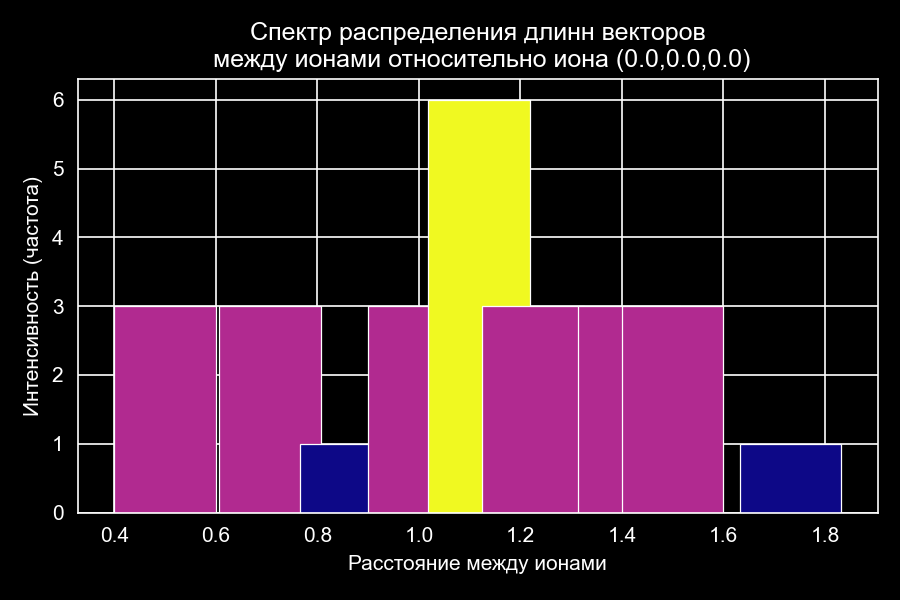 Спектр распределения длинн векторов
между ионами относительно иона (0.0,0.0,0.0)
Интенсивность (частота)
6
5
4
3
2
1
0
0.4 0.6 0.8 1.0 1.2 1.4 1.6 1.8
Расстояние между ионами